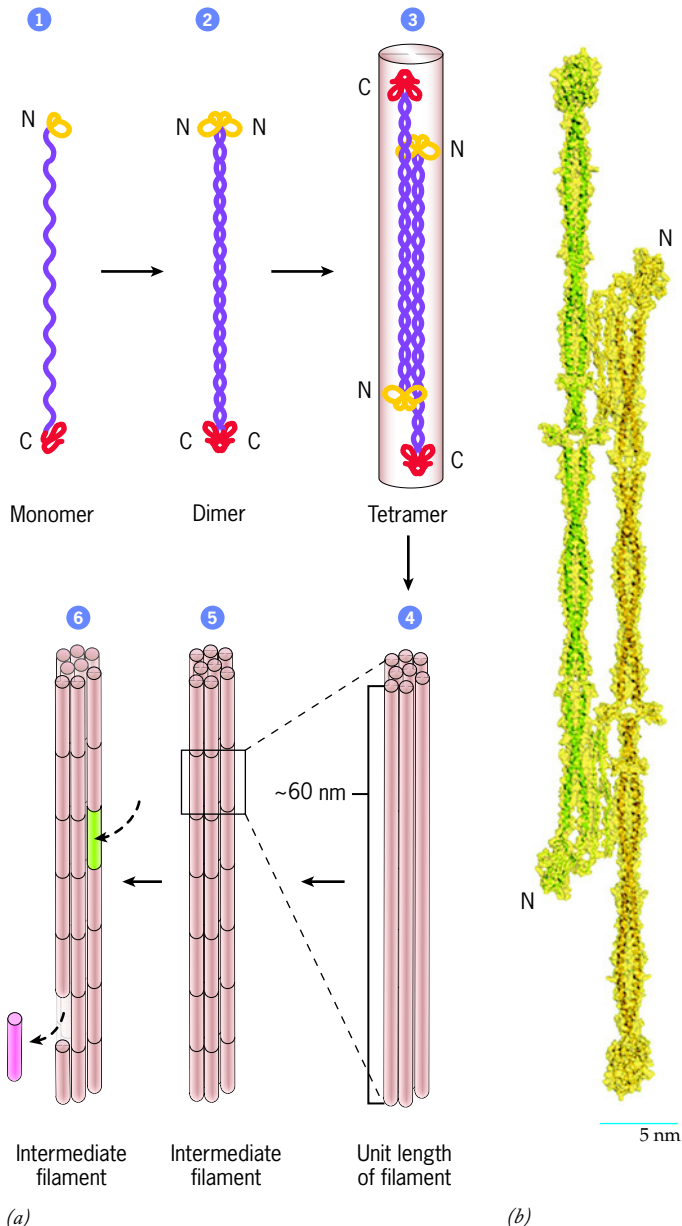 1
2
3
C
N
N
N
N
N
C
C
C
N
C
Monomer
Dimer
Tetramer
6
5
4
~60 nm
Intermediate
filament
Intermediate
filament
Unit length
of filament
(a)
N
N
5 nm
(b)